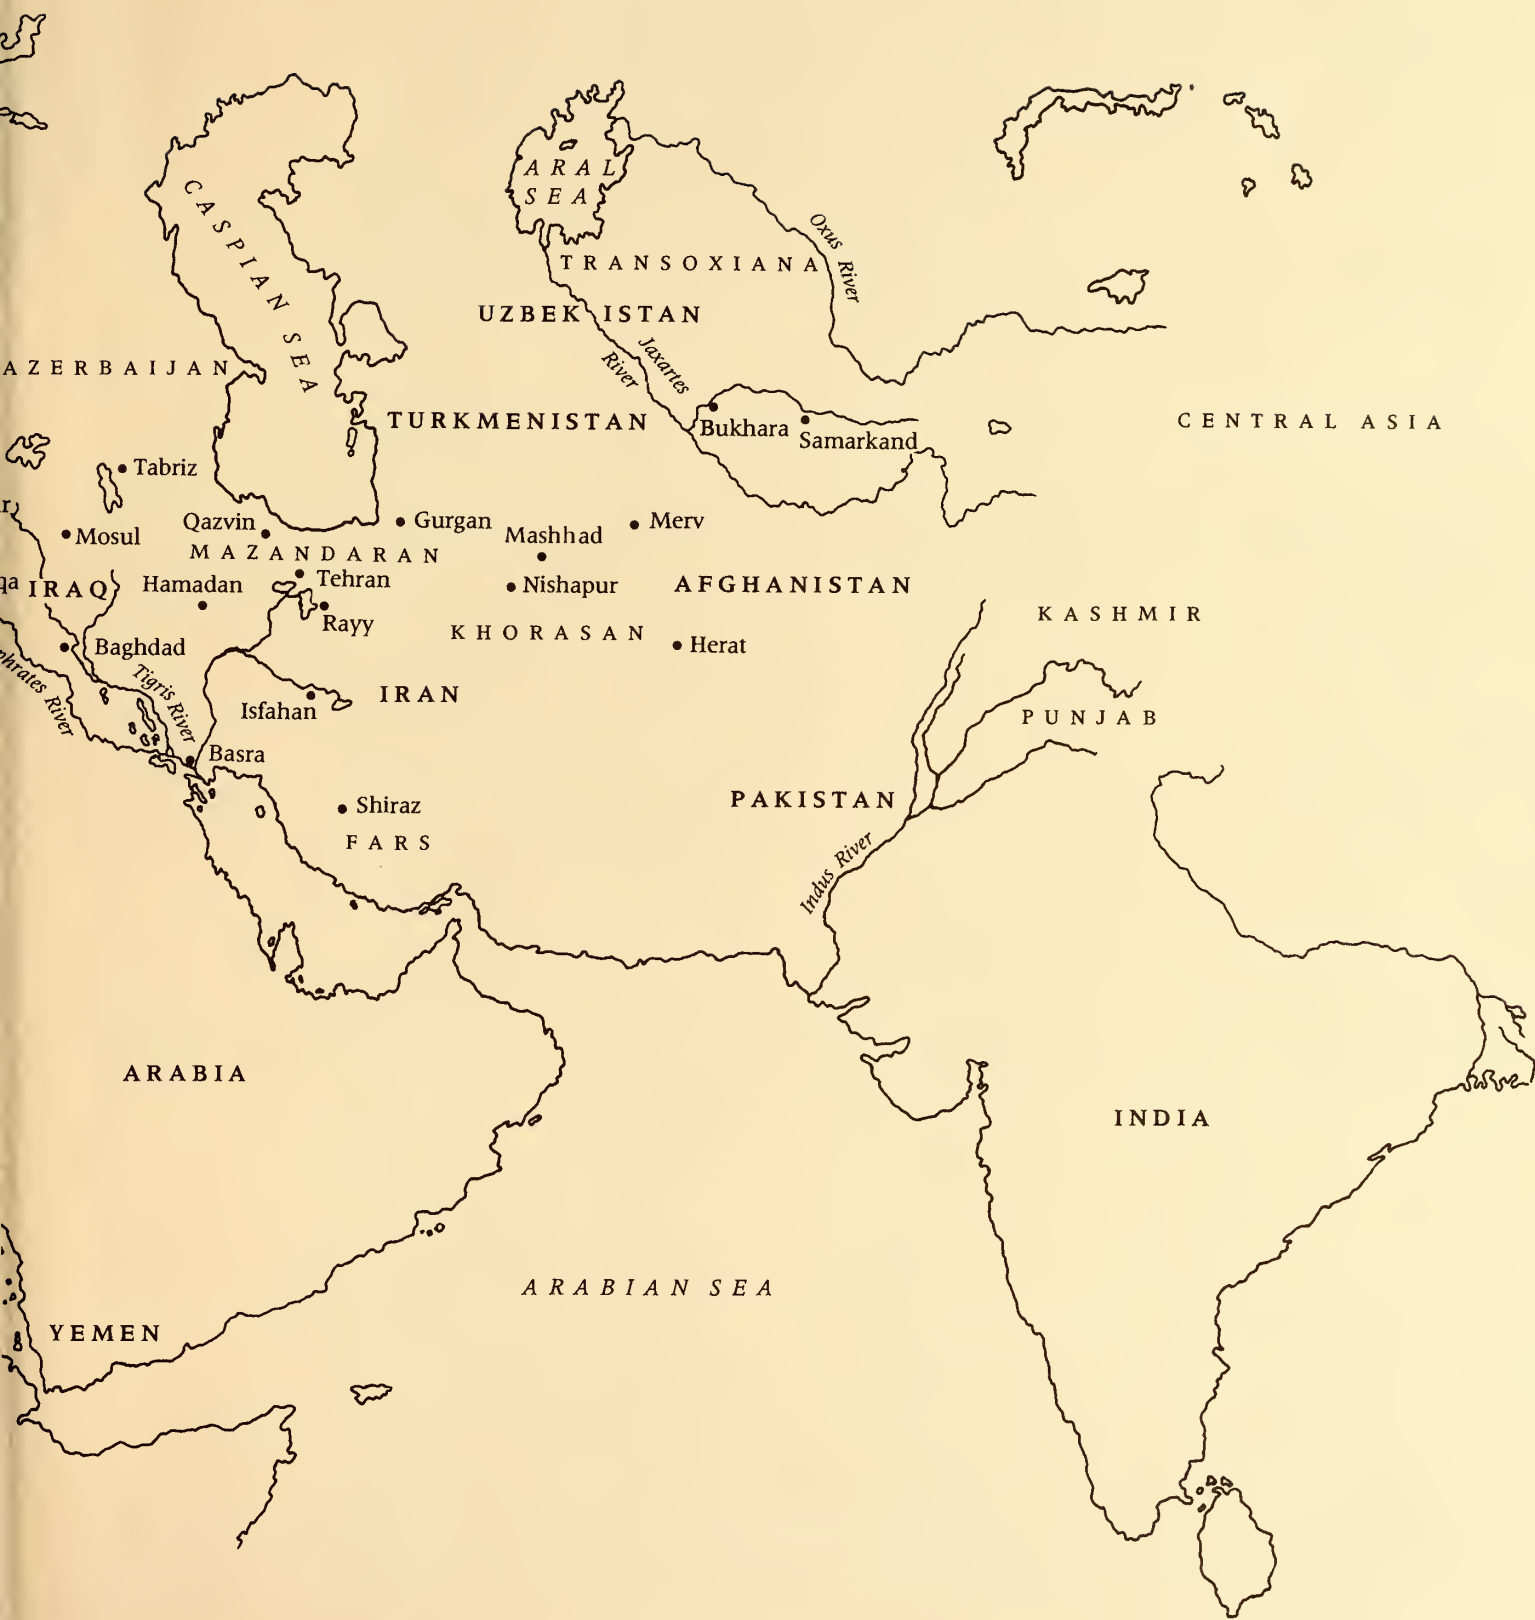 CASPIAN SEA
ARAL
SEA
Oxus River
TRANSOXIANA
UZBEKISTAN
Jaxartes
River
AZERBAIJAN
TURKMENISTAN
CENTRAL ASIA
Bukhara
Samarkand
Tabriz
Mosul
Qazvin
Gurgan
Merv
Mashhad
MAZANDARAN
Tehran
IRAQ
Hamadan
Nishapur
AFGHANISTAN
Rayy
KHORASAN
KASHMIR
Baghdad
Herat
phrates River
Tigris River
IRAN
Isfahan
PUNJAB
Basra
Shiraz
PAKISTAN
FARS
Indus River
ARABIA
INDIA
ARABIAN SEA
YEMEN